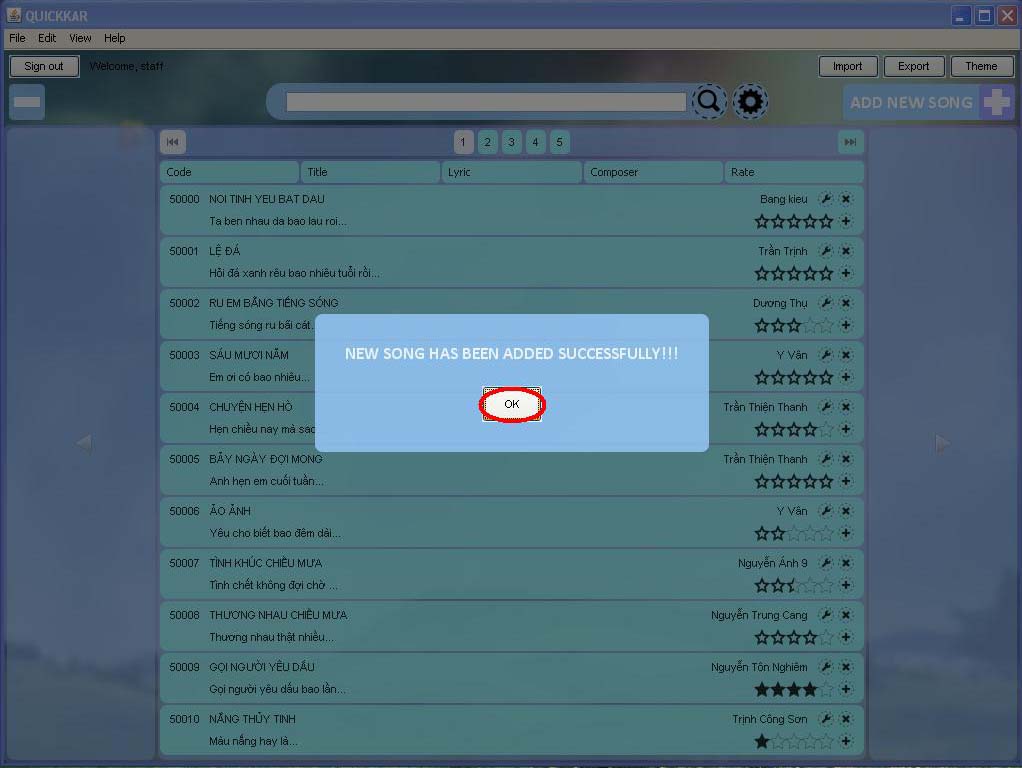 QUICKKAR
File Edit View Help
Sign out Welcome, staff Import Export Theme
ADD NEW SONG
1 2 3 4 5
Code Title Lyric Composer Rate
50000 NOI TINH YEU BAT DAU Bang kieu
Ta ben nhau da bao lau roi...
50001 LỆ ĐÁ Trần Trịnh
Hỏi đá xanh rêu bao nhiêu tuổi rồi...
50002 RU EM BẰNG TIẾNG SÓNG Dương Thụ
Tiếng sóng ru bãi cát.
50003 SÁU MƯƠI NĂM Y Vân
Em ơi có bao nhiêu...
50004 CHUYỆN HẸN HÒ Trần Thiện Thanh
Hẹn chiều nay mà sao
50005 BẢY NGÀY ĐỢI MONG Trần Thiện Thanh
Anh hẹn em cuối tuần...
NEW SONG HAS BEEN ADDED SUCCESSFULLY!!!
OK
50006 ẢO ẢNH Y Vân
Yêu cho biết bao đêm dài...
50007 TÌNH KHÚC CHIỀU MƯA Nguyễn Ánh 9
Tình chết không đợi chờ ...
50008 THƯƠNG NHAU CHIỀU MƯA Nguyễn Trung Cang
Thương nhau thật nhiều...
50009 GỌI NGƯỜI YÊU DẤU Nguyễn Tôn Nghiêm
Gọi người yêu dấu bao lần...
50010 NẮNG THỦY TINH Trịnh Công Sơn
Màu nắng hay là...